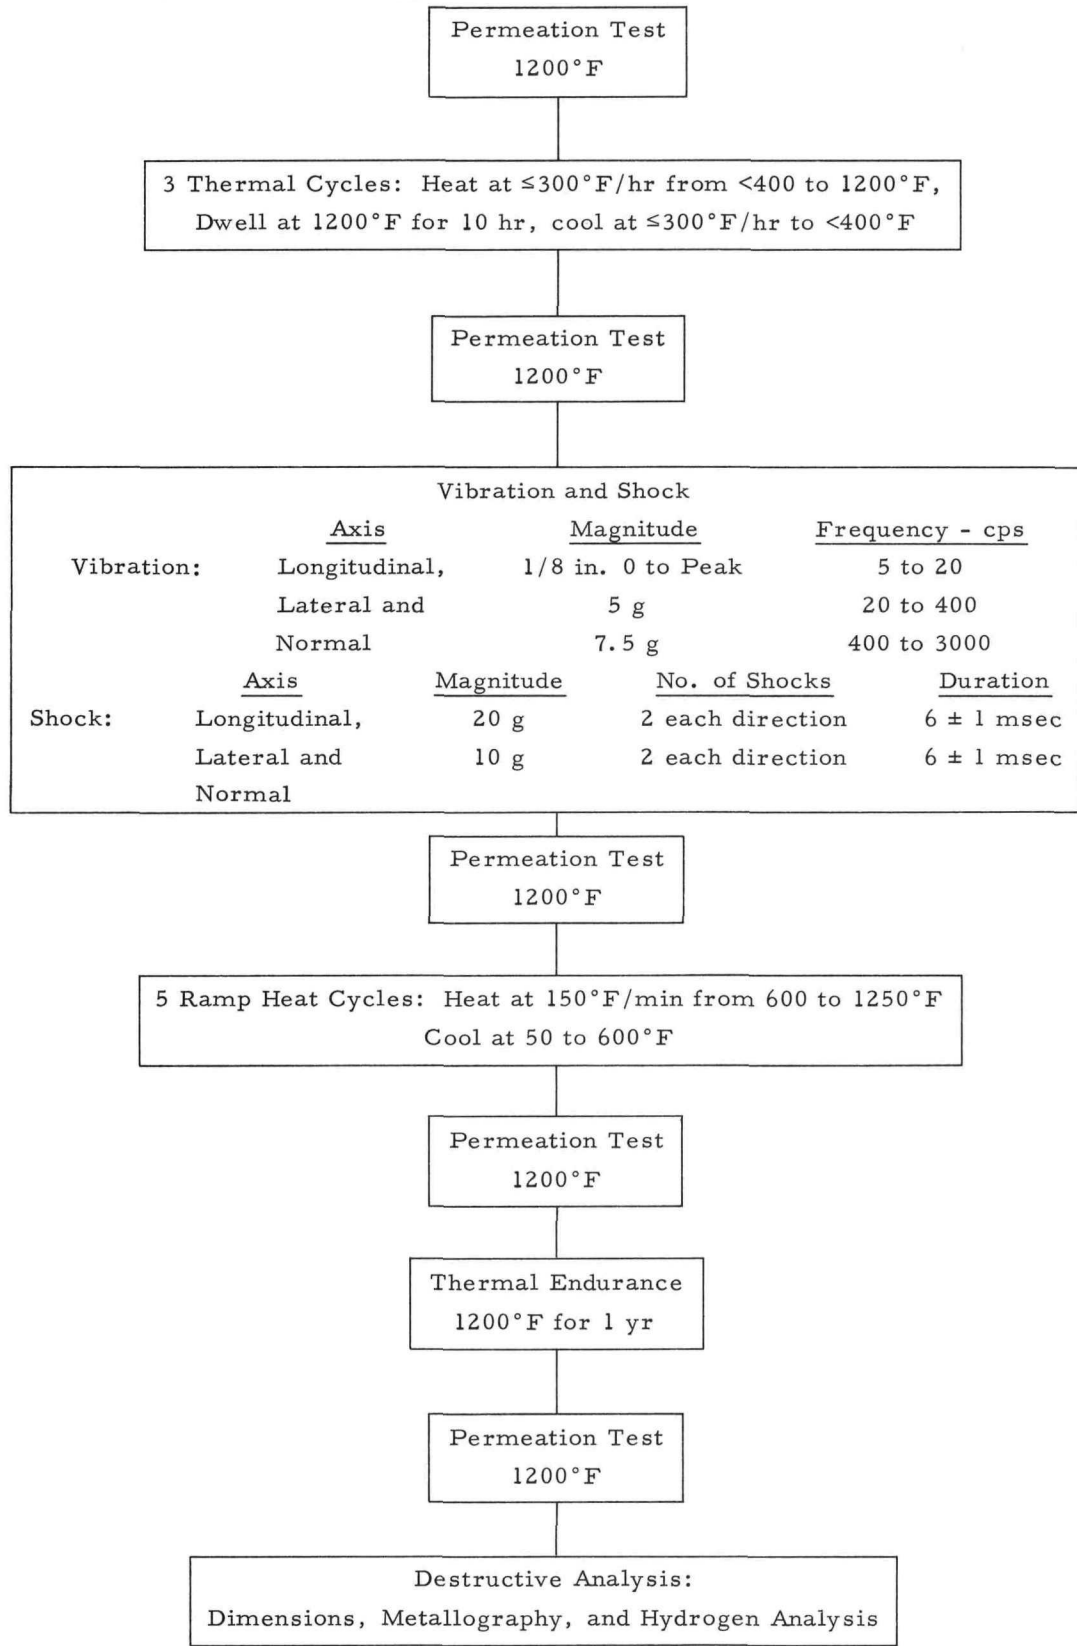 Permeation Test
1200°F
3 Thermal Cycles: Heat at ≤300°F/hr from <400 to 1200°F,
Dwell at 1200°F for 10 hr, cool at ≤300°F/hr to <400°F
Permeation Test
1200°F
Vibration and Shock
Axis Magnitude Frequency - cps
Vibration: Longitudinal, 1/8 in. 0 to Peak 5 to 20
Lateral and 5 g 20 to 400
Normal 7.5 g 400 to 3000
Axis Magnitude No. of Shocks Duration
Shock: Longitudinal, 20 g 2 each direction 6 ± 1 msec
Lateral and 10 g 2 each direction 6 ± 1 msec
Normal
Permeation Test
1200°F
5 Ramp Heat Cycles: Heat at 150°F/min from 600 to 1250°F
Cool at 50 to 600°F
Permeation Test
1200°F
Thermal Endurance
1200°F for 1 yr
Permeation Test
1200°F
Destructive Analysis:
Dimensions, Metallography, and Hydrogen Analysis